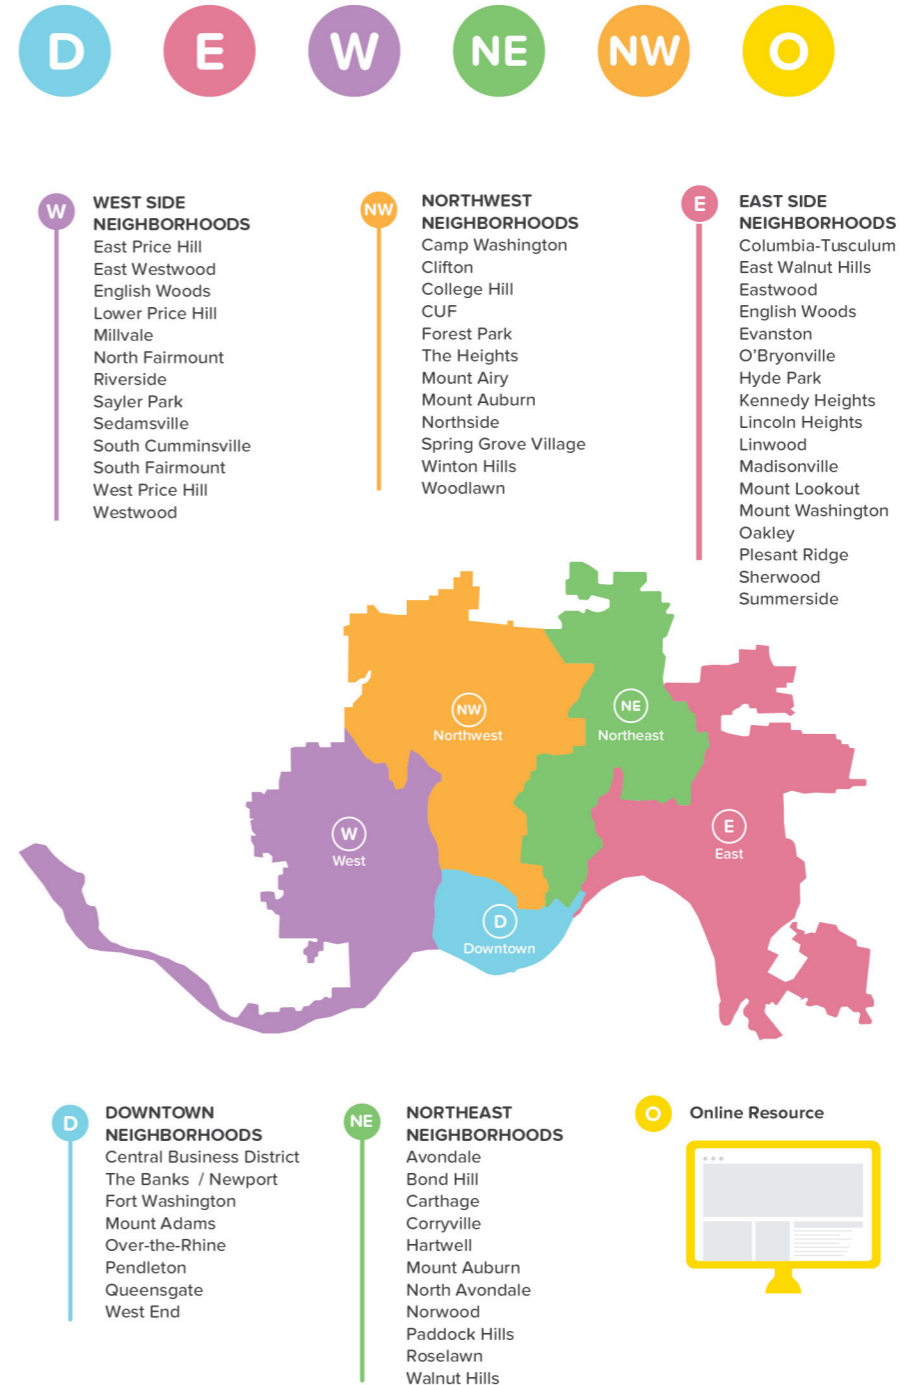 D
E
W
NE
NW
O
W
WEST SIDE
NEIGHBORHOODS
East Price Hill
East Westwood
English Woods
Lower Price Hill
Millvale
North Fairmount
Riverside
Sayler Park
Sedamsville
South Cumminsville
South Fairmount
West Price Hill
Westwood
NW
NORTHWEST
NEIGHBORHOODS
Camp Washington
Clifton
College Hill
CUF
Forest Park
The Heights
Mount Airy
Mount Auburn
Northside
Spring Grove Village
Winton Hills
Woodlawn
E
EAST SIDE
NEIGHBORHOODS
Columbia-Tusculum
East Walnut Hills
Eastwood
English Woods
Evanston
O’Bryonville
Hyde Park
Kennedy Heights
Lincoln Heights
Linwood
Madisonville
Mount Lookout
Mount Washington
Oakley
Plesant Ridge
Sherwood
Summerside
NW
Northwest
NE
Northeast
W
West
E
East
D
Downtown
D
DOWNTOWN
NEIGHBORHOODS
Central Business District
The Banks / Newport
Fort Washington
Mount Adams
Over-the-Rhine
Pendleton
Queensgate
West End
NE
NORTHEAST
NEIGHBORHOODS
Avondale
Bond Hill
Carthage
Corryville
Hartwell
Mount Auburn
North Avondale
Norwood
Paddock Hills
Roselawn
Walnut Hills
O
Online Resource